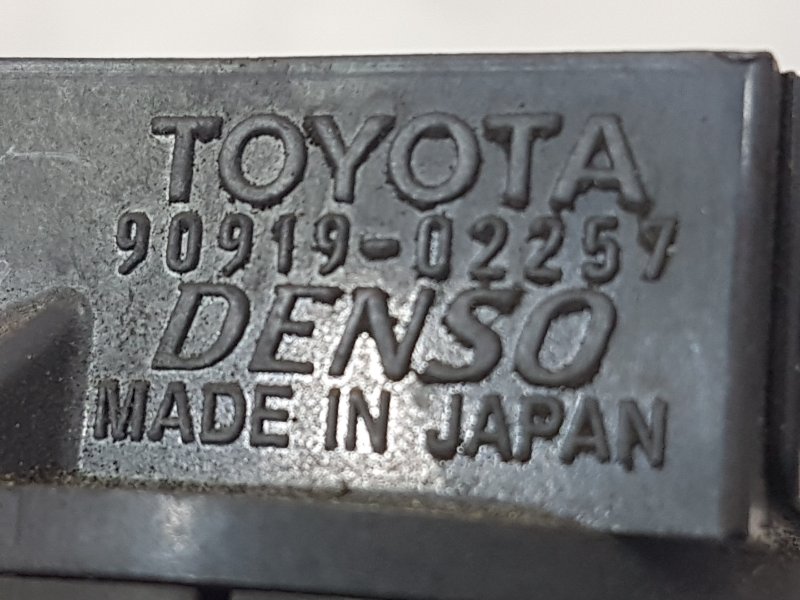 TOYOTA
90919-02257
DENSO
MADE IN JAPAN